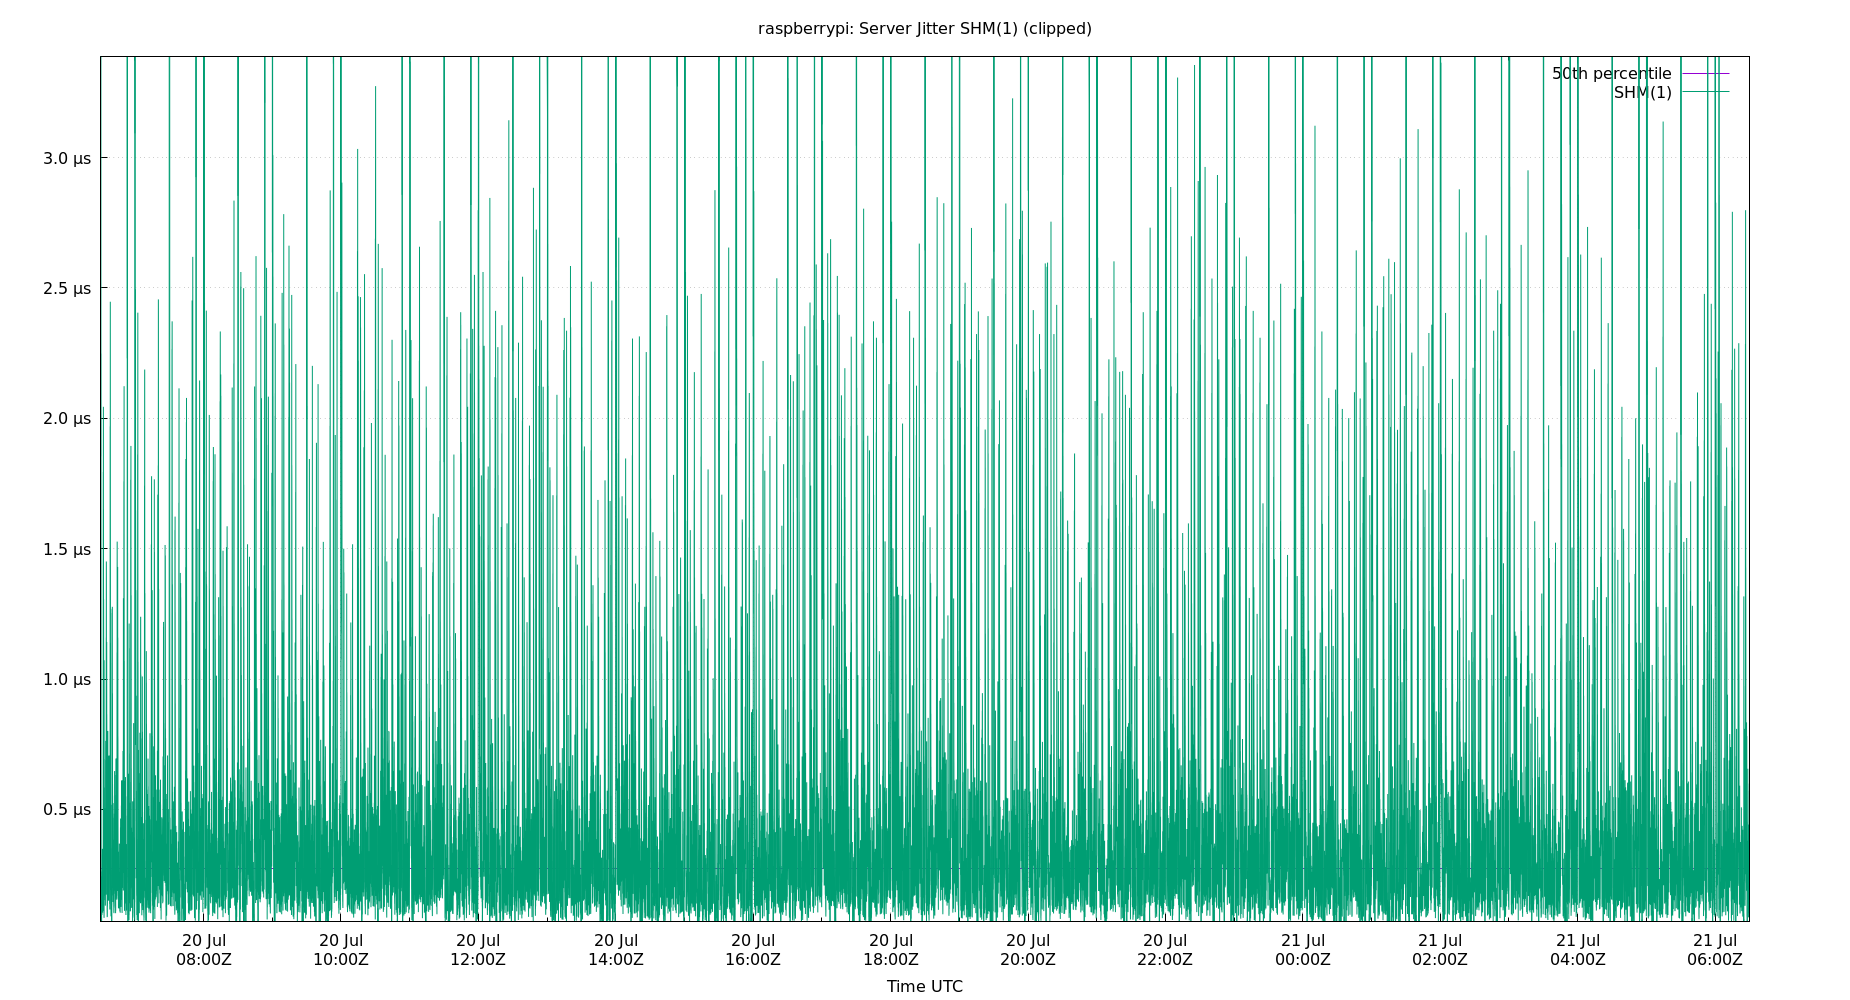 raspberrypi: Server Jitter SHM(1) (clipped)
50th percentile
SHM(1)
3.0 µs
2.5 µs
2.0 µs
1.5 µs
1.0 µs
0.5 µs
20 Jul 20 Jul 20 Jul 20 Jul 20 Jul 20 Jul 20 Jul 20 Jul 21 Jul 21 Jul 21 Jul 21 Jul
08:00Z 10:00Z 12:00Z 14:00Z 16:00Z 18:00Z 20:00Z 22:00Z 00:00Z 02:00Z 04:00Z 06:00Z
Time UTC